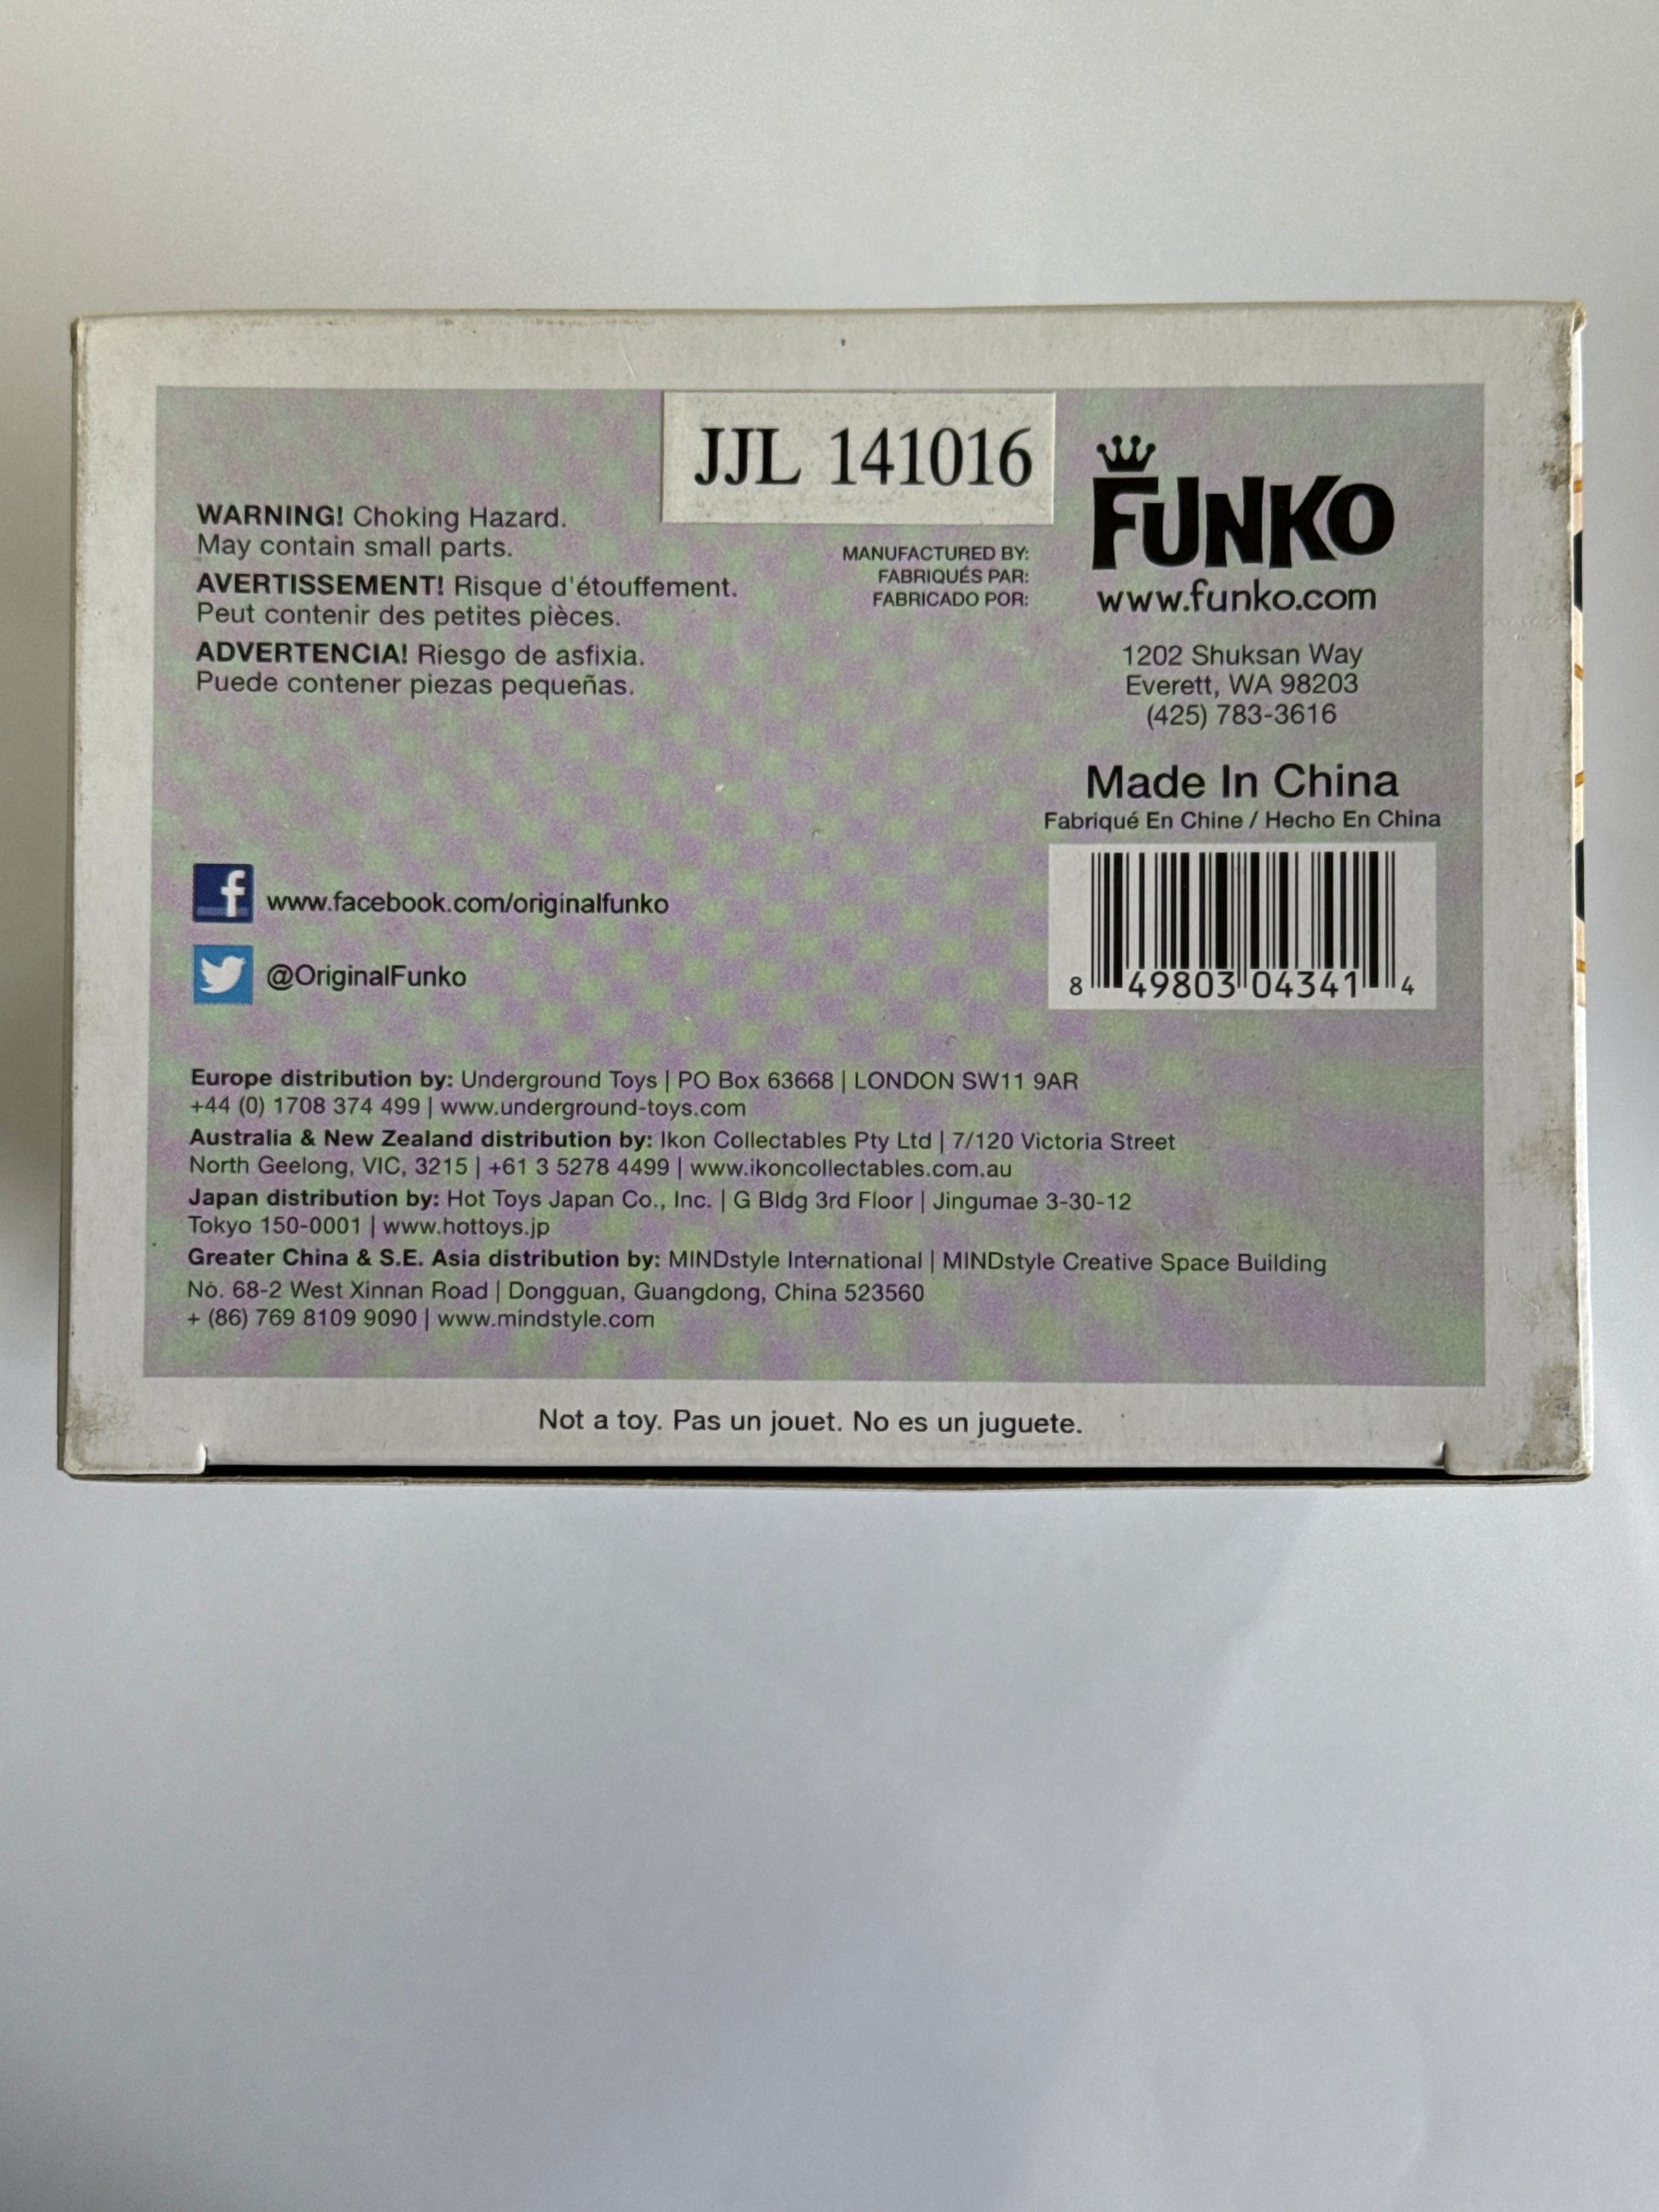 JJL 141016
WARNING! Choking Hazard.
May contain small parts.
AVERTISSEMENT! Risque d'étouffement.
Peut contenir des petites pièces.
ADVERTENCIA! Riesgo de asfixia.
Puede contener piezas pequeñas.
MANUFACTURED BY:
FABRIQUÉS PAR:
FABRICADO POR:
FUNKO
www.funko.com
1202 Shuksan Way
Everett, WA 98203
(425) 783-3616
Made In China
Fabriqué En Chine / Hecho En China
8 49803 04341 4
f www.facebook.com/originalfunko
@OriginalFunko
Europe distribution by: Underground Toys | PO Box 63668 | LONDON SW11 9AR
+44 (0) 1708 374 499 | www.underground-toys.com
Australia & New Zealand distribution by: Ikon Collectables Pty Ltd | 7/120 Victoria Street
North Geelong, VIC, 3215 | +61 3 5278 4499 | www.ikoncollectables.com.au
Japan distribution by: Hot Toys Japan Co., Inc. | G Bldg 3rd Floor | Jingumae 3-30-12
Tokyo 150-0001 | www.hottoys.jp
Greater China & S.E. Asia distribution by: MINDstyle International | MINDstyle Creative Space Building
No. 68-2 West Xinnan Road | Dongguan, Guangdong, China 523560
+ (86) 769 8109 9090 | www.mindstyle.com
Not a toy. Pas un jouet. No es un juguete.